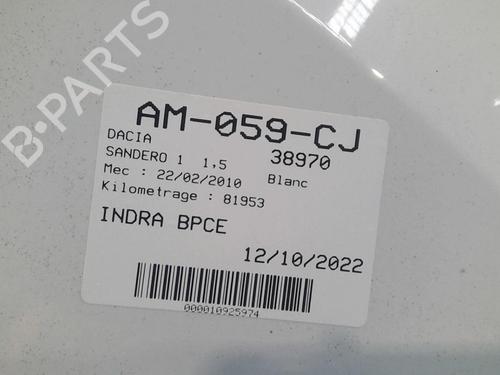 B-PARTS
AM-059-CJ
DACIA 38970
SANDERO 1 1,5 Blanc
Mec : 22/02/2010
Kilometrage : 81953
INDRA BPCE
12/10/2022
000010925974